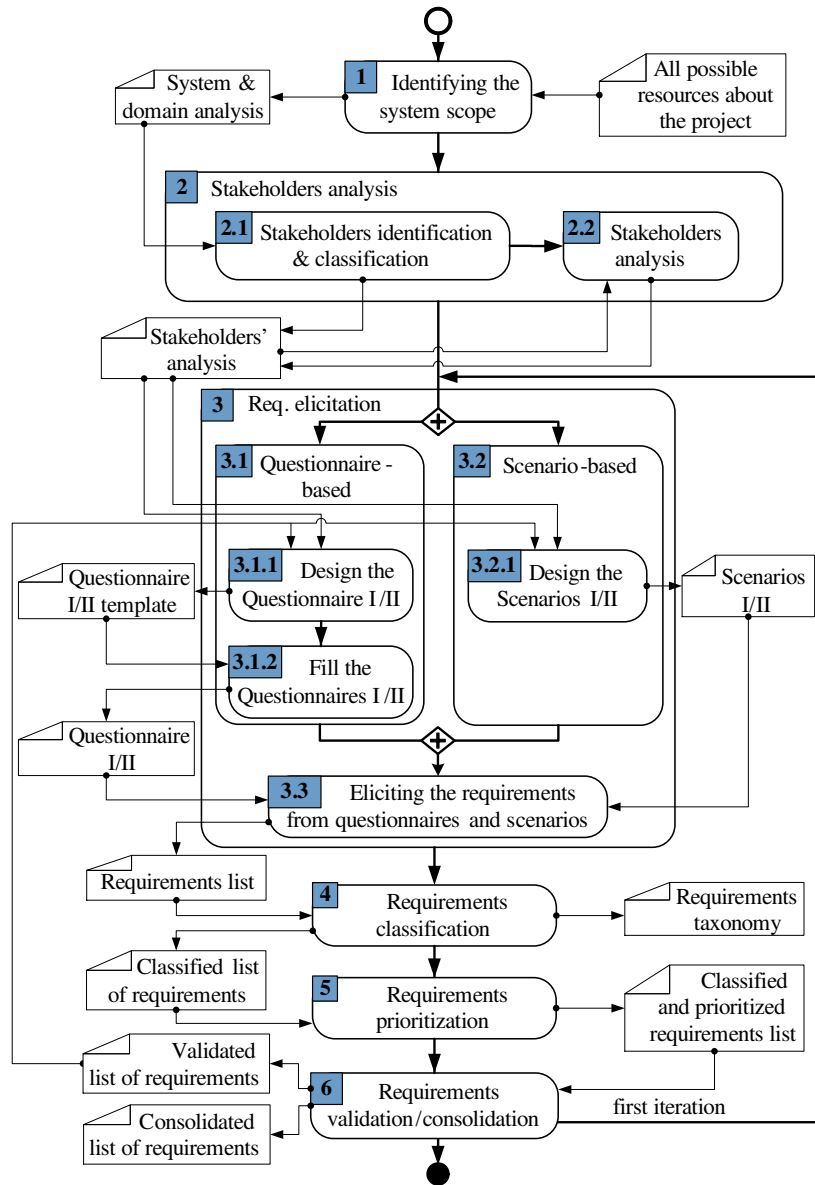 1
Identifying the
system scope
System &
domain analysis
All possible
resources about
the project
2
Stakeholders analysis
2.1
Stakeholders identification
& classification
2.2
Stakeholders
analysis
Stakeholders'
analysis
3
Req. elicitation
3.1
Questionnaire-
based
3.2
Scenario-based
3.1.1
Design the
Questionnaire I/II
3.2.1
Design the
Scenarios I/II
Questionnaire
I/II template
Scenarios
I/II
3.1.2
Fill the
Questionnaires I/II
Questionnaire
I/II
3.3
Eliciting the requirements
from questionnaires and scenarios
Requirements list
4
Requirements
classification
Requirements
taxonomy
Classified list
of requirements
5
Requirements
prioritization
Classified
and prioritized
requirements list
Validated
list of requirements
6
Requirements
validation/consolidation
first iteration
Consolidated
list of requirements